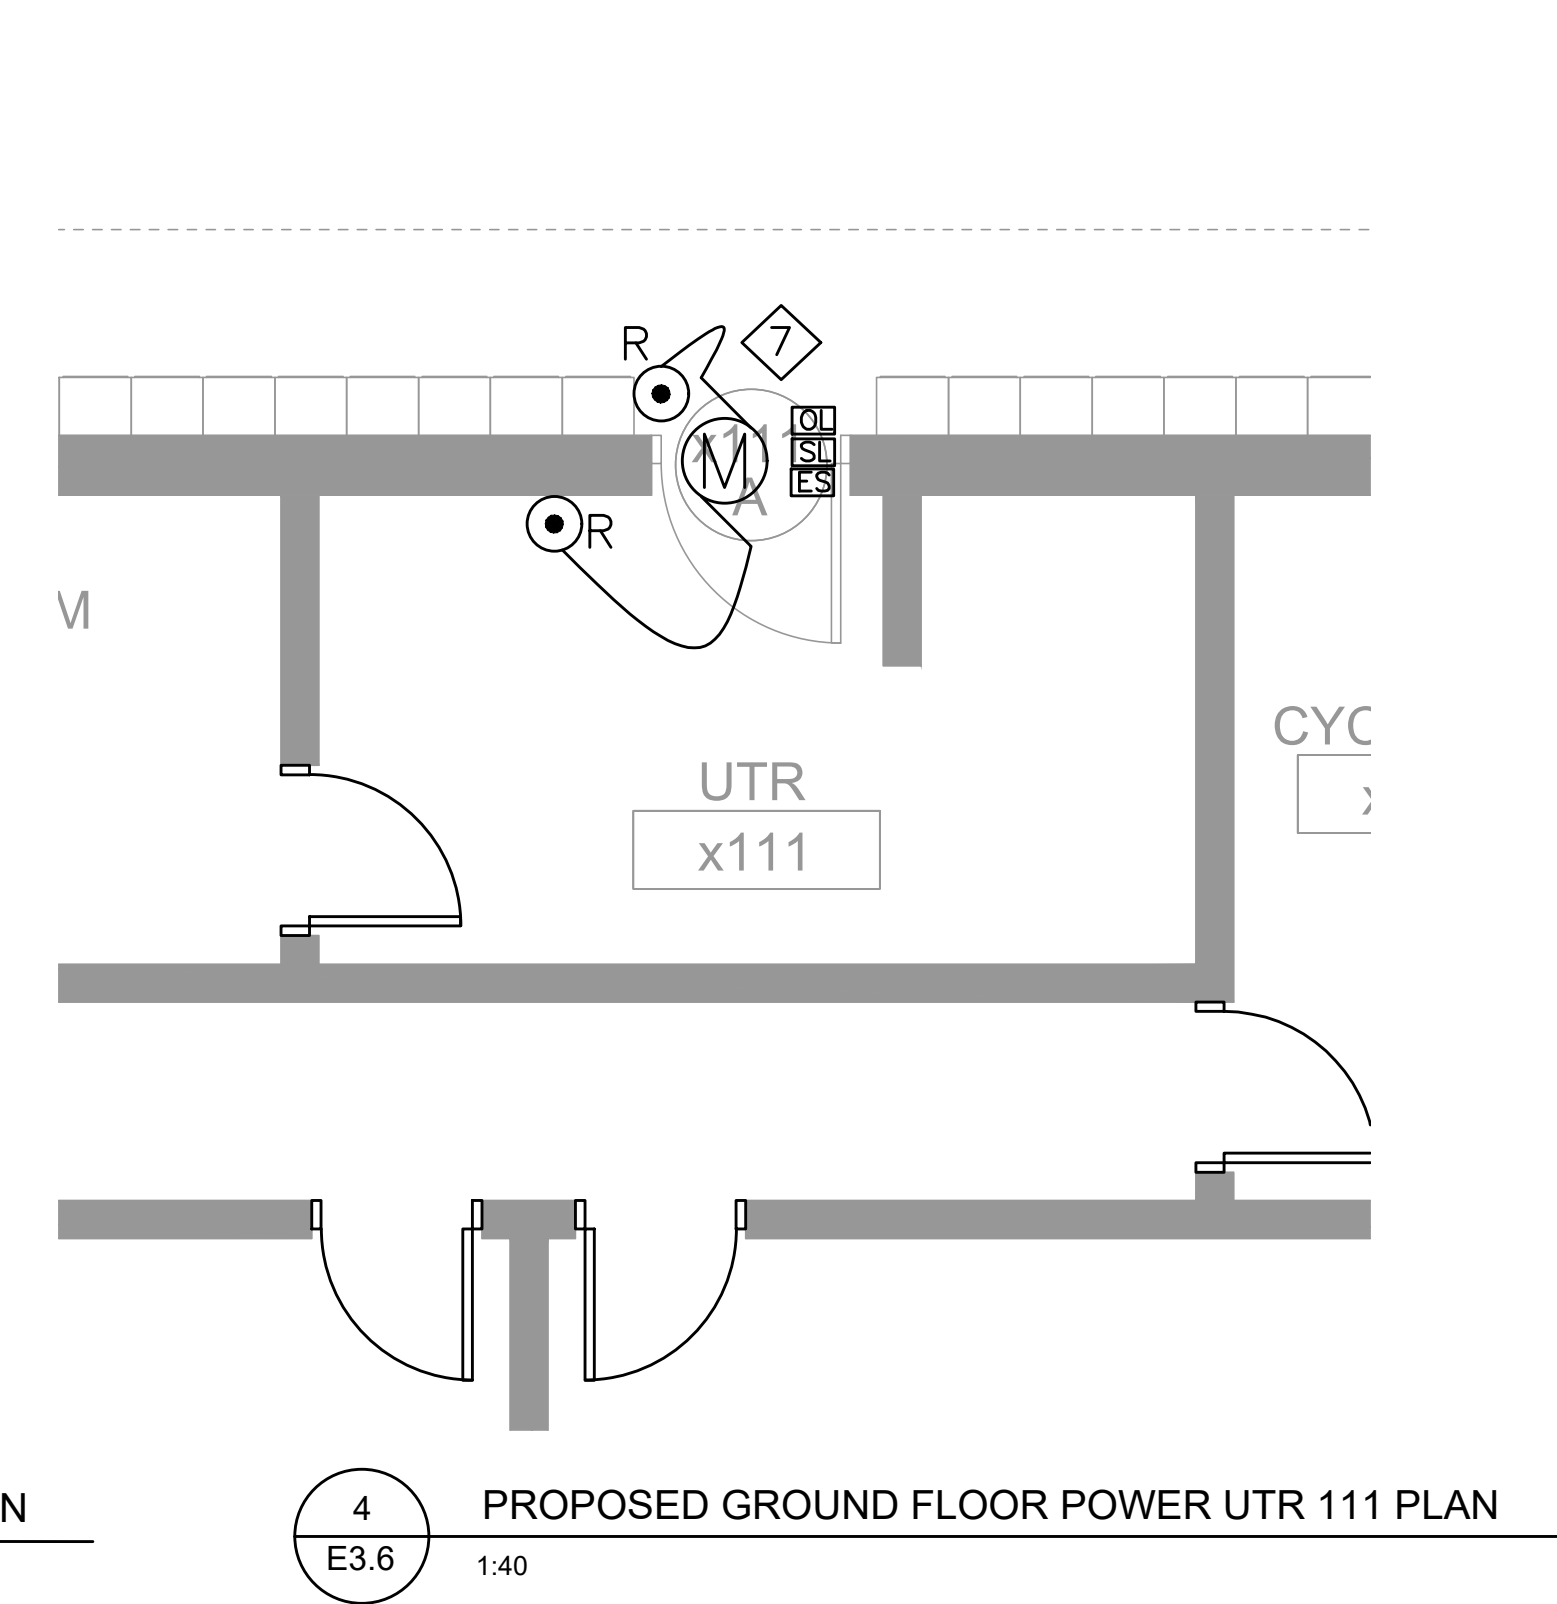 7
R
x111
A
M
OL
SL
ES
R
M
UTR
x111
CYC
x
N
4
E3.6
PROPOSED GROUND FLOOR POWER UTR 111 PLAN
1:40